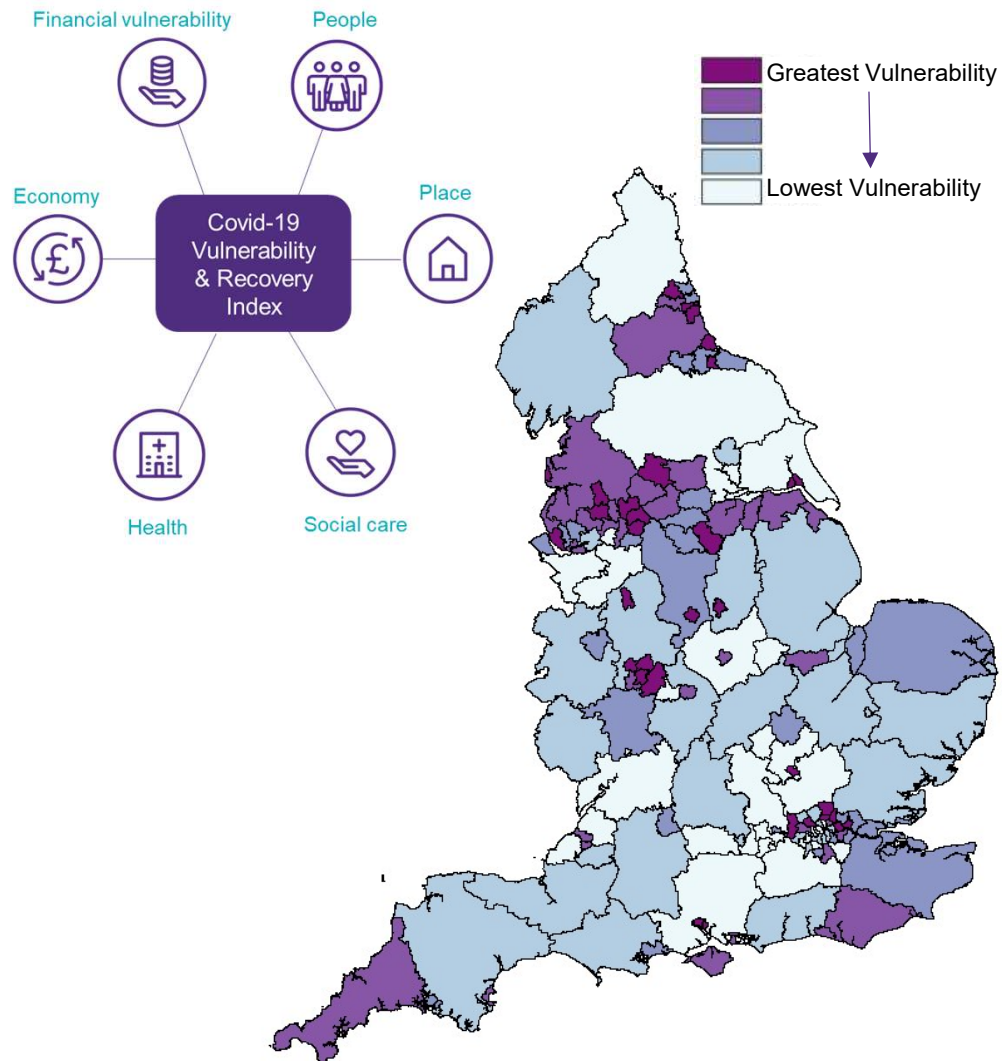 Financial vulnerability
People
Greatest Vulnerability
Economy
Place
Lowest Vulnerability
Covid-19
Vulnerability
& Recovery
Index
£
Health
Social care